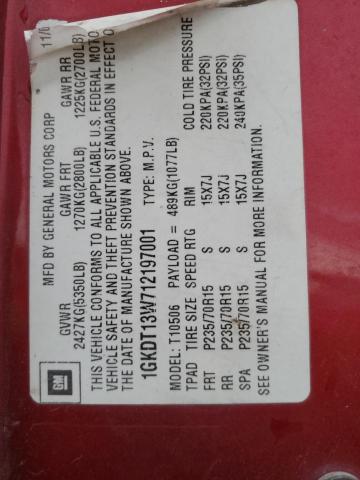 MFD BY GENERAL MOTORS CORP 11/0
GVWR GAWR FRT GAWR RR
2427KG(5350LB) 1270KG(2800LB) 1225KG(2700LB)
THIS VEHICLE CONFORMS TO ALL APPLICABLE U.S. FEDERAL MOTO
VEHICLE SAFETY AND THEFT PREVENTION STANDARDS IN EFFECT O
THE DATE OF MANUFACTURE SHOWN ABOVE.
1GKDT13W712197001 TYPE: M.P.V.
MODEL: T10506 PAYLOAD = 489KG(1077LB)
TPAD TIRE SIZE SPEED RTG RIM COLD TIRE PRESSURE
FRT P235/70R15 S 15X7J 220KPA(32PSI)
RR P235/70R15 S 15X7J 220KPA(32PSI)
SPA P235/70R15 S 15X7J 240KPA(35PSI)
SEE OWNER'S MANUAL FOR MORE INFORMATION.
GM